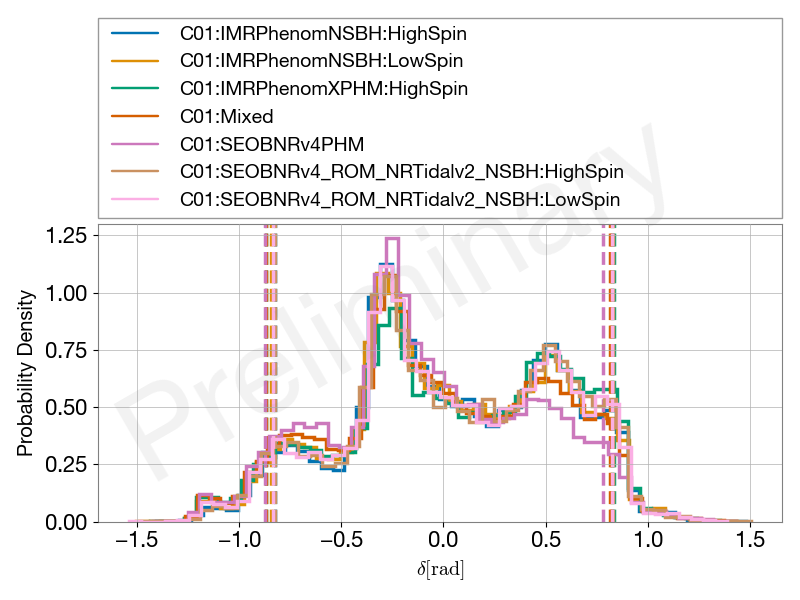 C01:IMRPhenomNSBH:HighSpin
C01:IMRPhenomNSBH:LowSpin
C01:IMRPhenomXPHM:HighSpin
C01:Mixed
C01:SEOBNRv4PHM
C01:SEOBNRv4_ROM_NRTidalv2_NSBH:HighSpin
C01:SEOBNRv4_ROM_NRTidalv2_NSBH:LowSpin
Preliminary
Probability Density
1.25
1.00
0.75
0.50
0.25
0.00
−1.5 −1.0 −0.5 0.0 0.5 1.0 1.5
δ[rad]